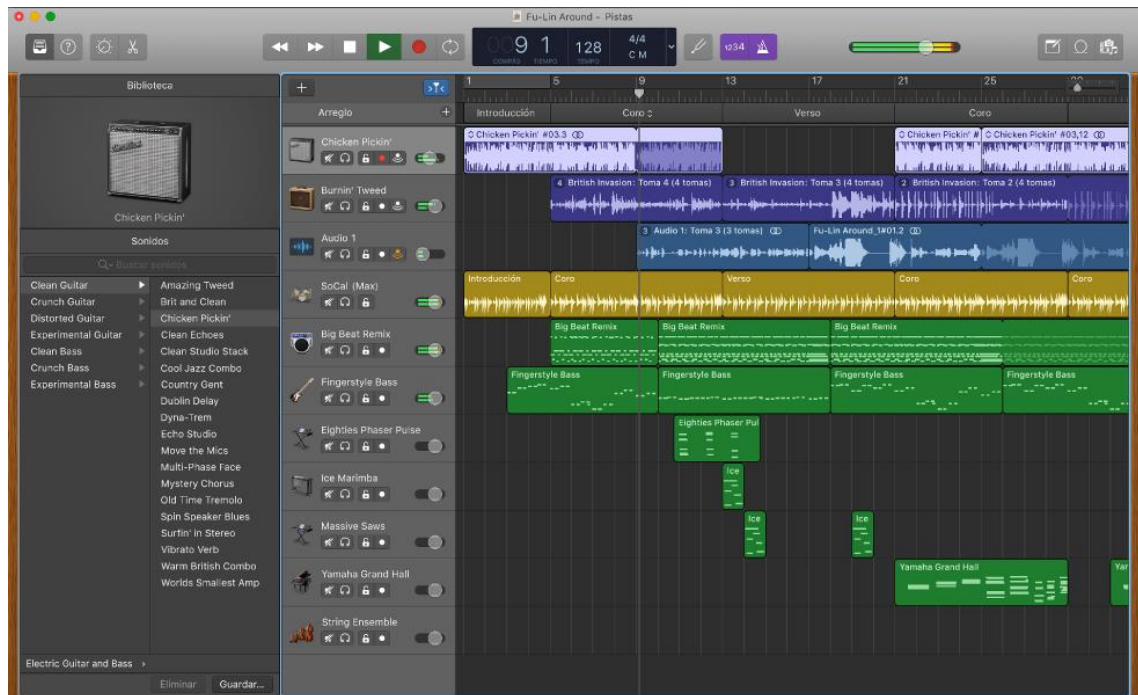 Fu-Lin Around - Pistas
9 1
128
4/4
C M
COMPÁS TIEMPO TEMPO
1234
Biblioteca
Chicken Pickin'
Sonidos
Buscar sonidos
Clean Guitar
Crunch Guitar
Distorted Guitar
Experimental Guitar
Clean Bass
Crunch Bass
Experimental Bass
Amazing Tweed
Brit and Clean
Chicken Pickin'
Clean Echoes
Clean Studio Stack
Cool Jazz Combo
Country Gent
Dublin Delay
Dyna-Trem
Echo Studio
Move the Mics
Multi-Phase Face
Mystery Chorus
Old Time Tremolo
Spin Speaker Blues
Surfin' in Stereo
Vibrato Verb
Warm British Combo
Worlds Smallest Amp
Electric Guitar and Bass
Eliminar Guardar...
1 5 9 13 17 21 25
Arreglo
Introducción Coro Verso Coro
Chicken Pickin'
Chicken Pickin' #03.3 Chicken Pickin' # Chicken Pickin' #03,12
Burnin' Tweed
4 British Invasion: Toma 4 (4 tomas) 3 British Invasion: Toma 3 (4 tomas) 2 British Invasion: Toma 2 (4 tomas)
Audio 1
3 Audio 1: Toma 3 (3 tomas) Fu-Lin Around_1#01.2
SoCal (Max)
Introducción Coro Verso Coro Coro
Big Beat Remix
Big Beat Remix Big Beat Remix Big Beat Remix
Fingerstyle Bass
Fingerstyle Bass Fingerstyle Bass Fingerstyle Bass Fingerstyle Bass
Eighties Phaser Pulse
Eighties Phaser Pul
Ice Marimba
Ice
Massive Saws
Ice Ice
Yamaha Grand Hall
Yamaha Grand Hall Yar
String Ensemble